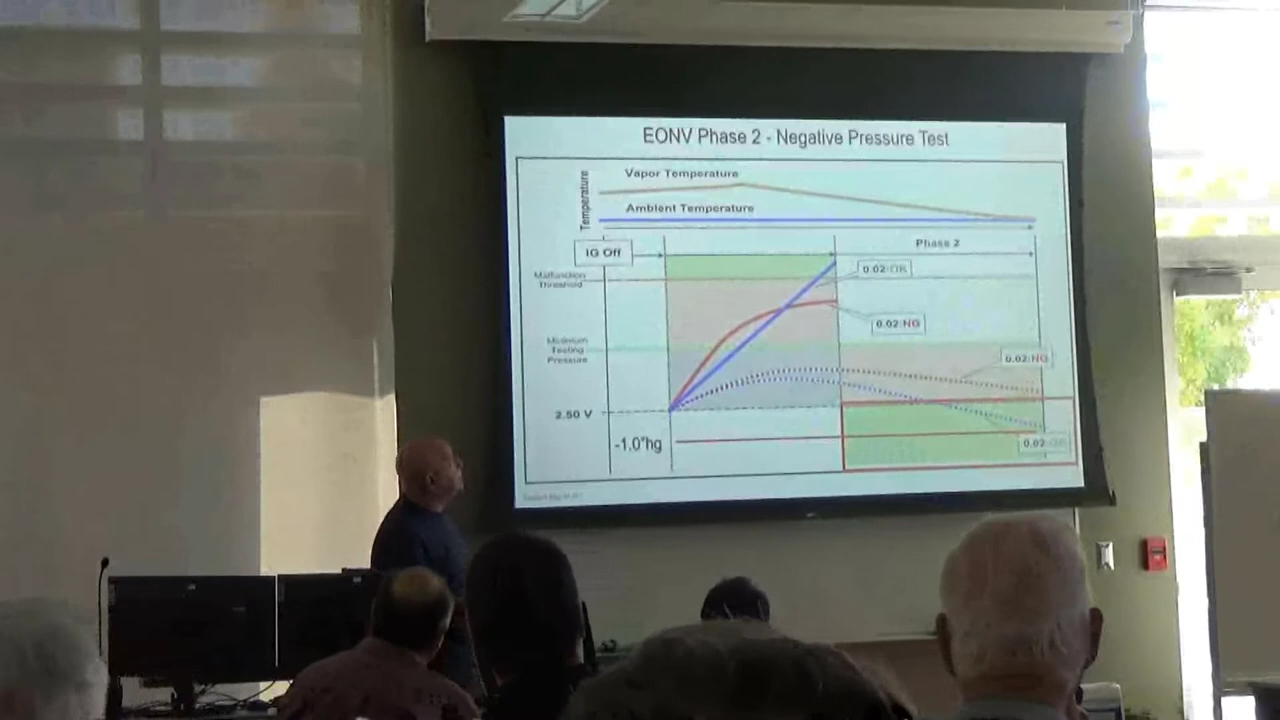 EONV Phase 2 - Negative Pressure Test
Vapor Temperature
Temperature
Ambient Temperature
IG Off
Phase 2
Malfunction
Threshold
0.02:OK
0.02:NG
Minimum
Testing
Pressure
0.02:NG
2.50 V
-1.0"hg
0.02:OK